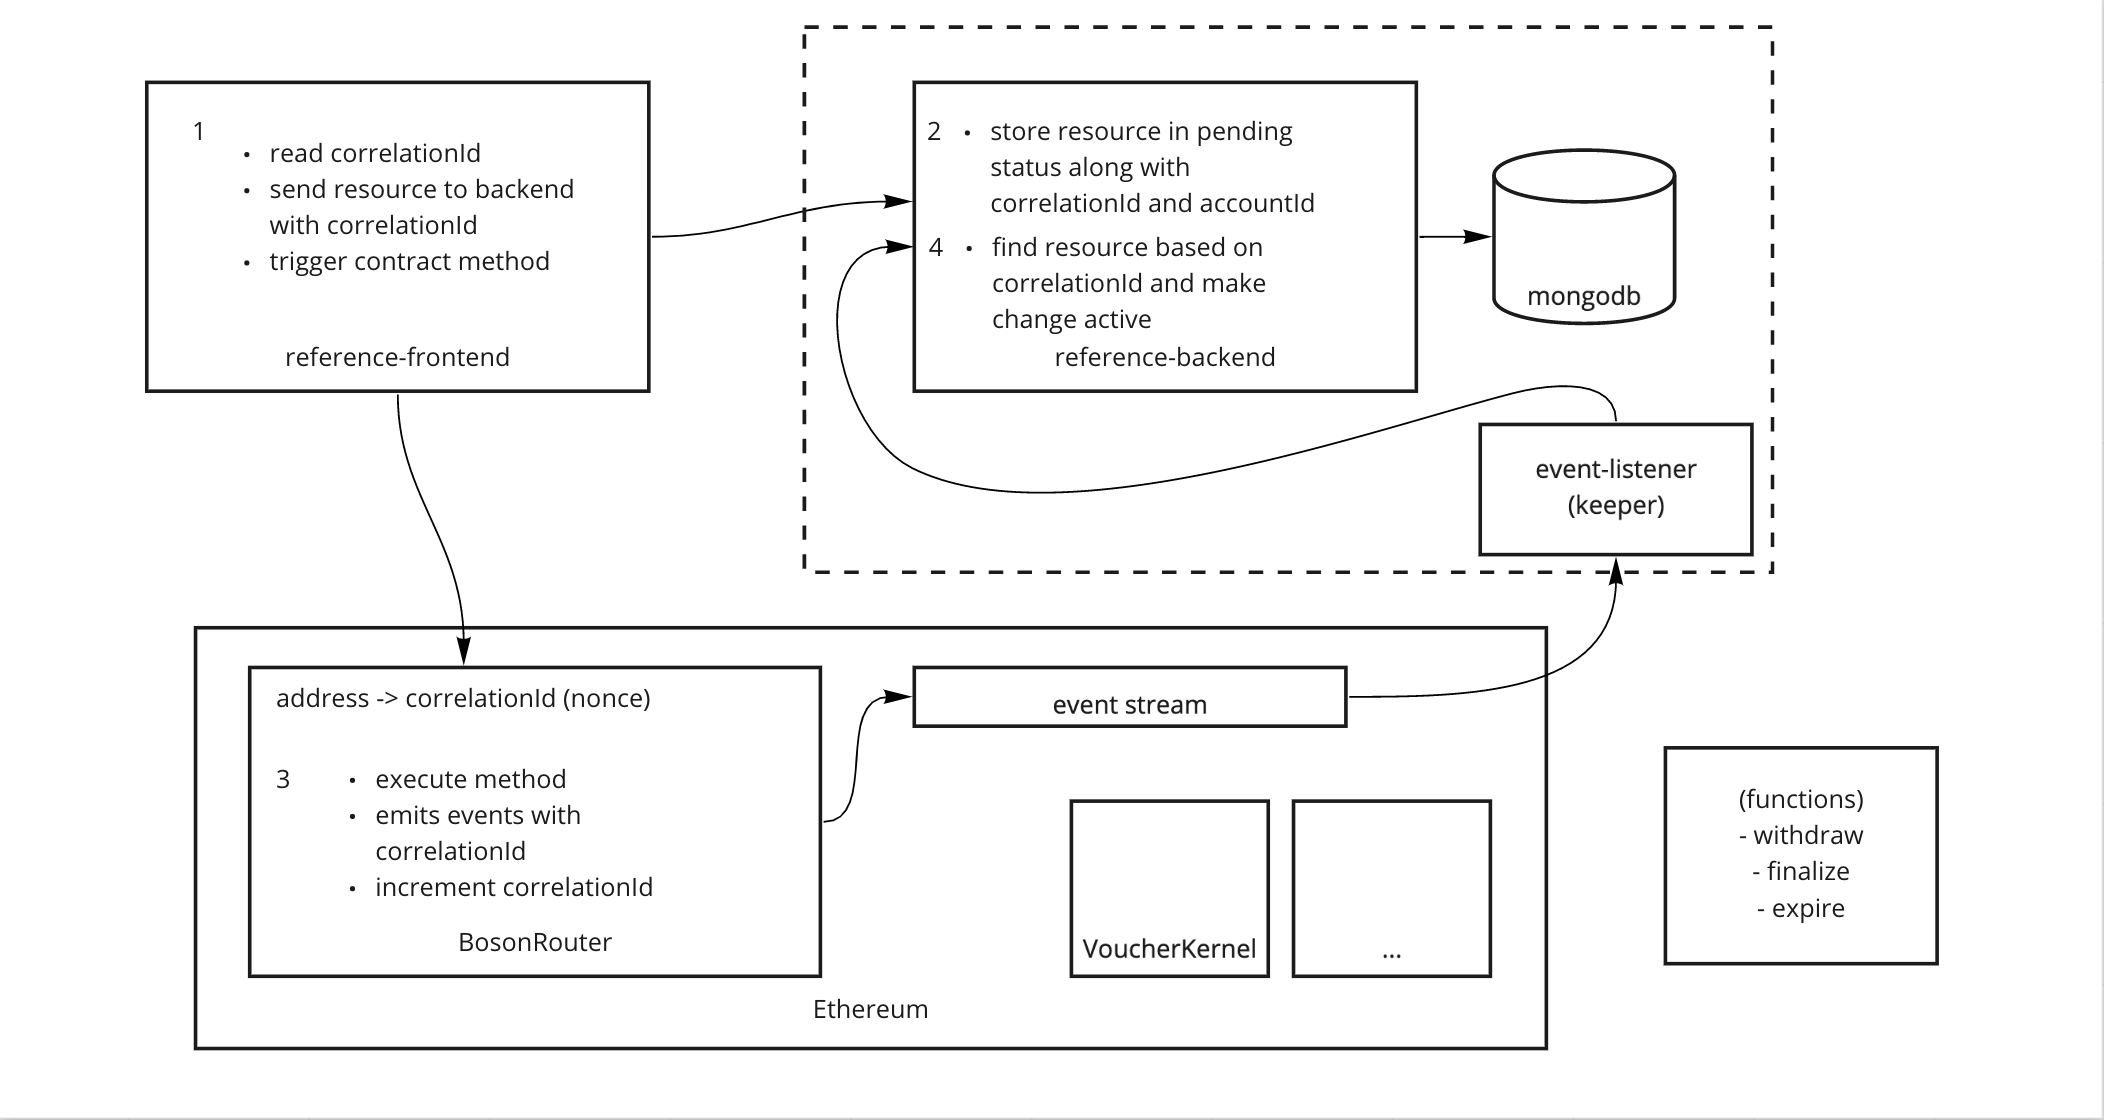 1
• read correlationId
• send resource to backend
with correlationId
• trigger contract method
reference-frontend
2 • store resource in pending
status along with
correlationId and accountId
4 • find resource based on
correlationId and make
change active
reference-backend
mongodb
event-listener
(keeper)
address -> correlationId (nonce)
3 • execute method
• emits events with
correlationId
• increment correlationId
BosonRouter
event stream
VoucherKernel
...
Ethereum
(functions)
- withdraw
- finalize
- expire